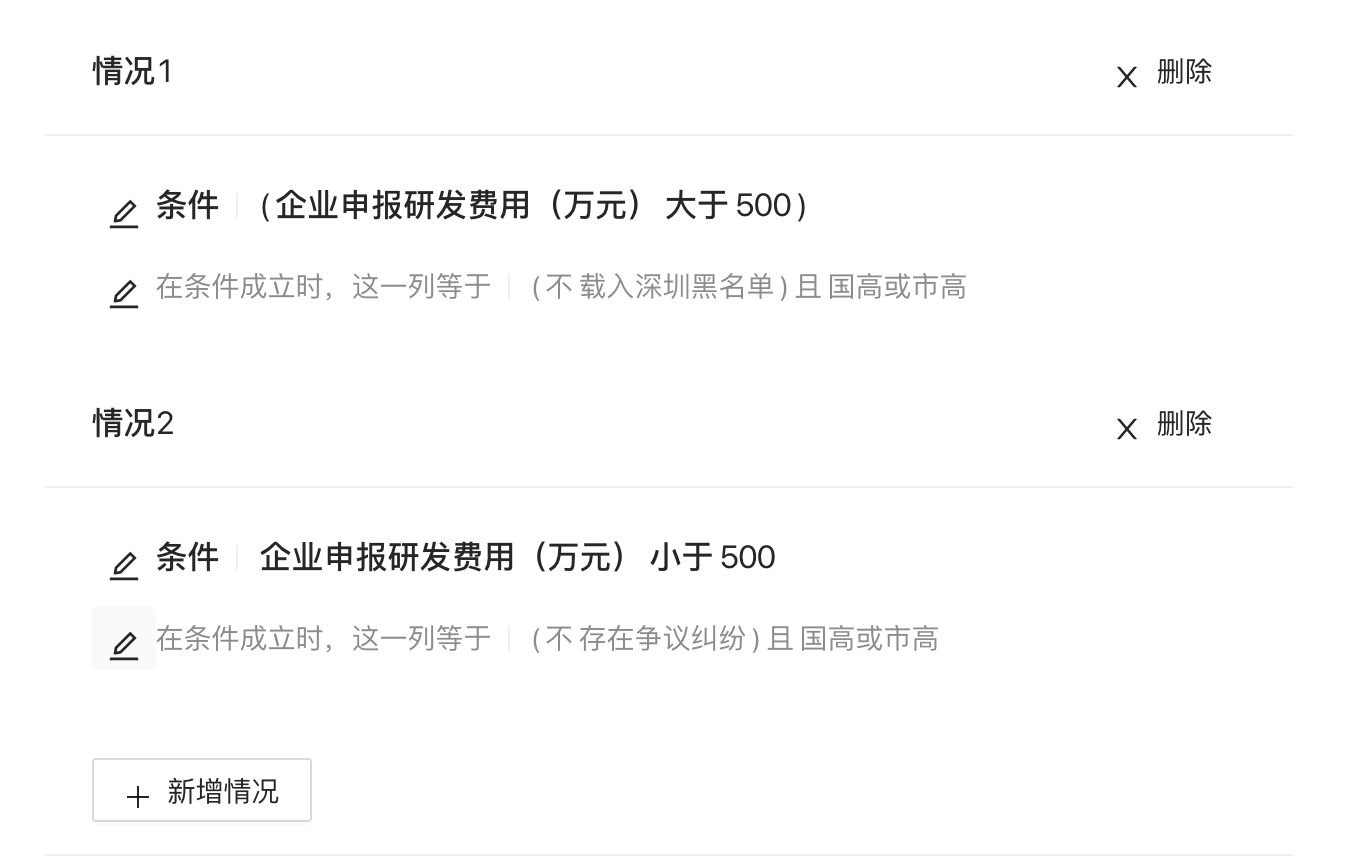 情况1
删除
条件 （企业申报研发费用（万元） 大于 500）
在条件成立时，这一列等于 （不 载入深圳黑名单）且 国高或市高
情况2
删除
条件 企业申报研发费用（万元） 小于 500
在条件成立时，这一列等于 （不 存在争议纠纷）且 国高或市高
新增情况